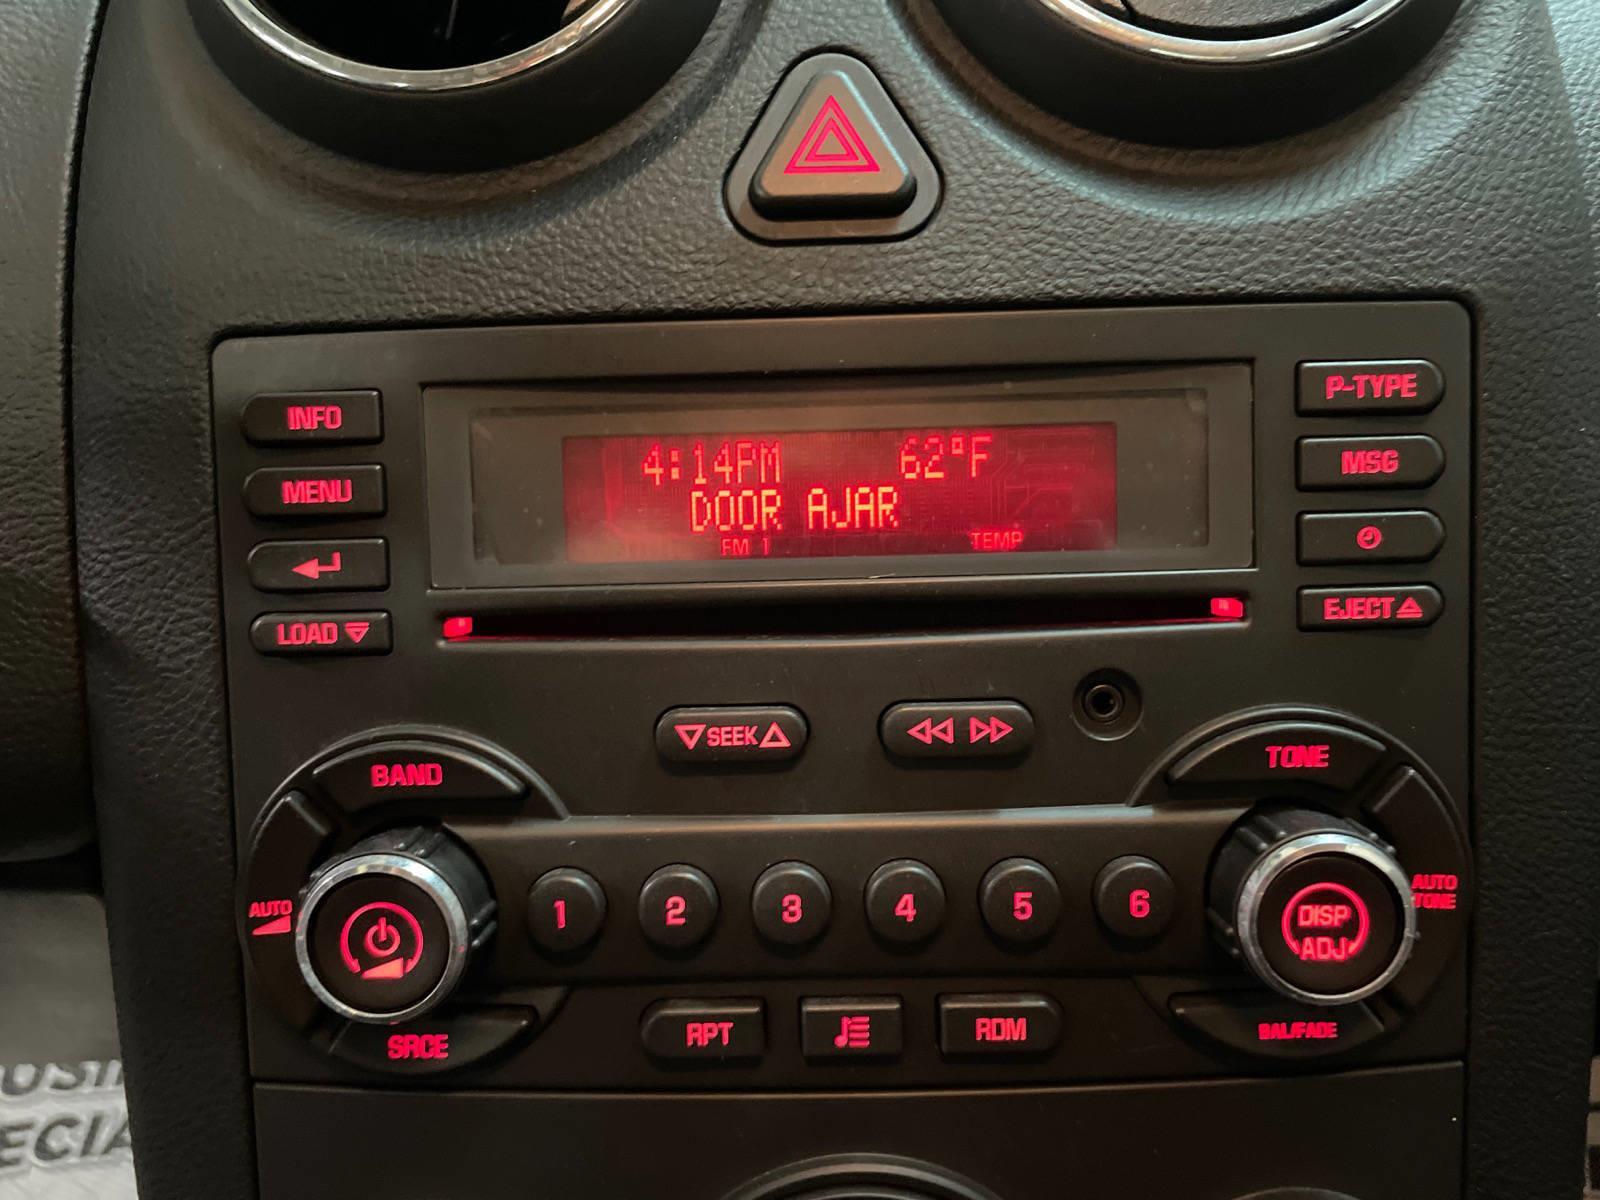 INFO
MENU
LOAD
4:14PM 62°F
DOOR AJAR
FM 1 TEMP
P-TYPE
MSG
EJECT
SEEK
BAND
TONE
AUTO
1 2 3 4 5 6
DISP
ADJ
AUTO
TONE
SRCE
RPT
RDM
BAL/FADE